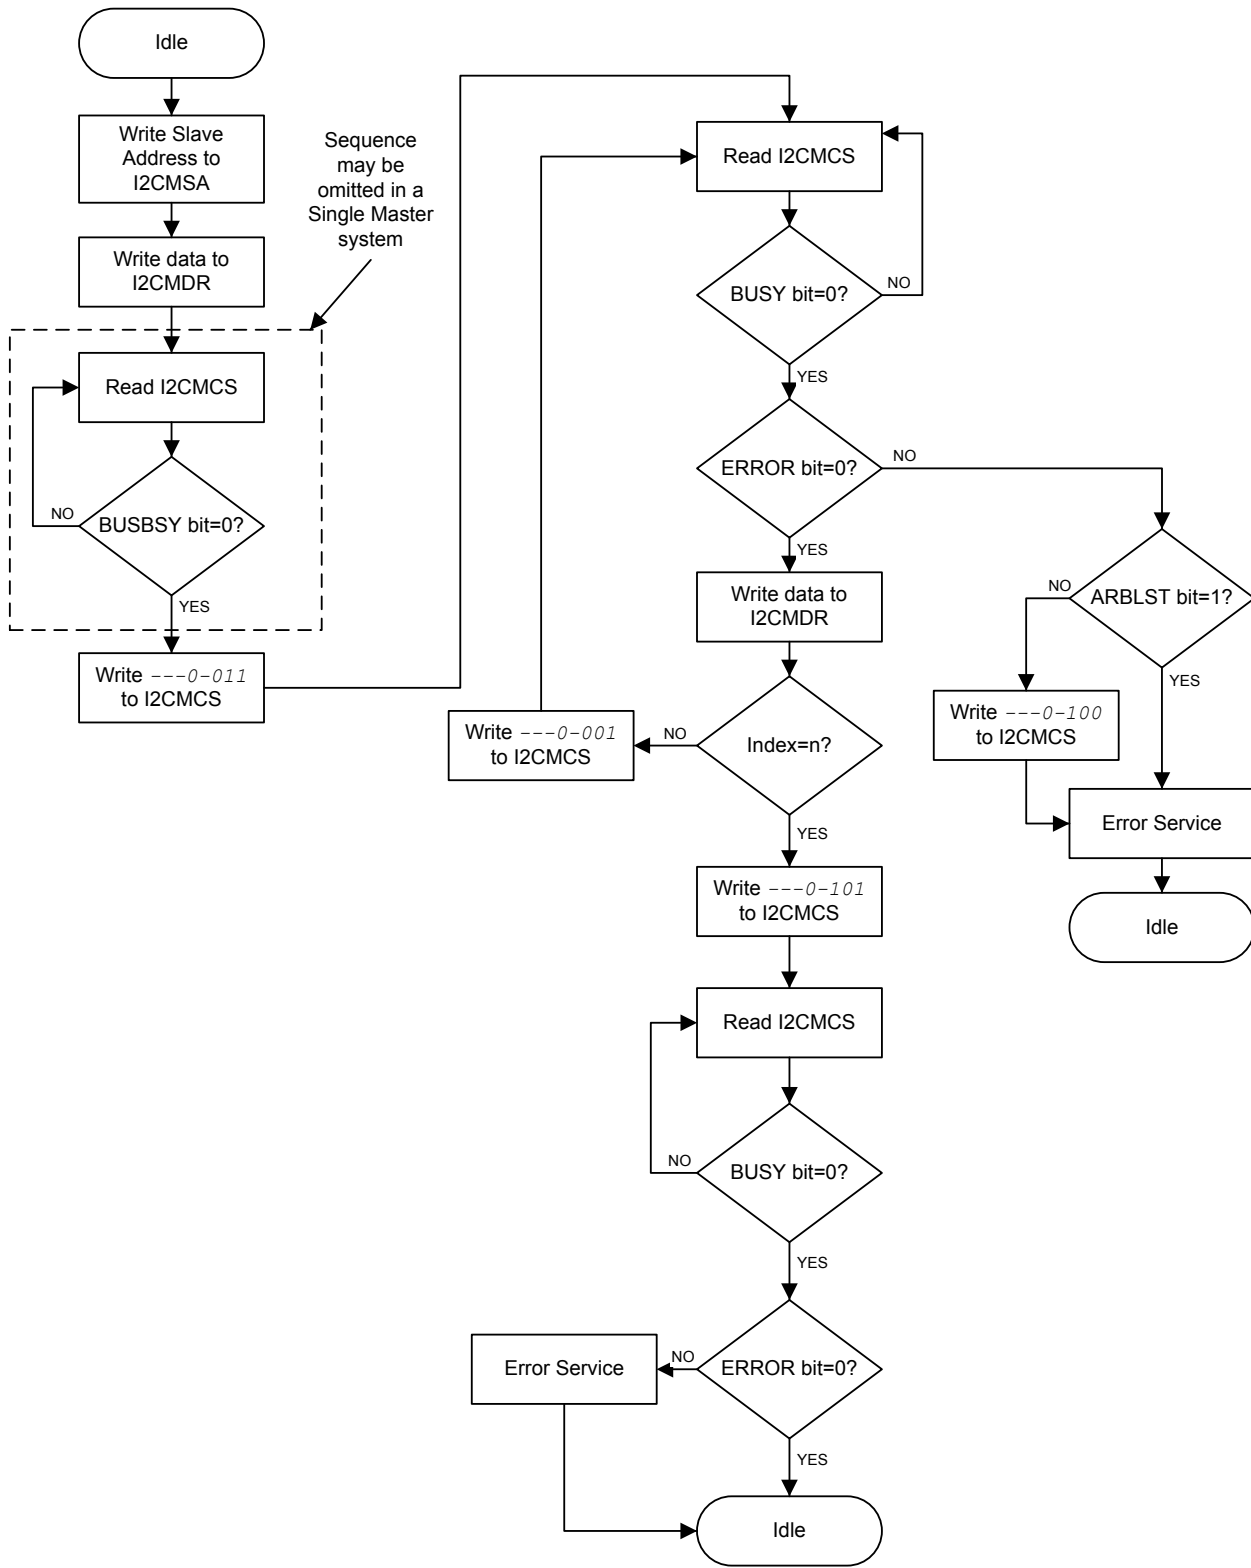 Idle
Write Slave
Address to
I2CMSA
Write data to
I2CMDR
Sequence
may be
omitted in a
Single Master
system
Read I2CMCS
BUSBSY bit=0?
NO
YES
Write ---0-011
to I2CMCS
Read I2CMCS
BUSY bit=0?
NO
YES
ERROR bit=0?
NO
YES
Write data to
I2CMDR
Index=n?
NO
Write ---0-001
to I2CMCS
YES
ARBLST bit=1?
NO
YES
Write ---0-100
to I2CMCS
Error Service
Idle
Write ---0-101
to I2CMCS
Read I2CMCS
BUSY bit=0?
NO
YES
ERROR bit=0?
NO
Error Service
YES
Idle